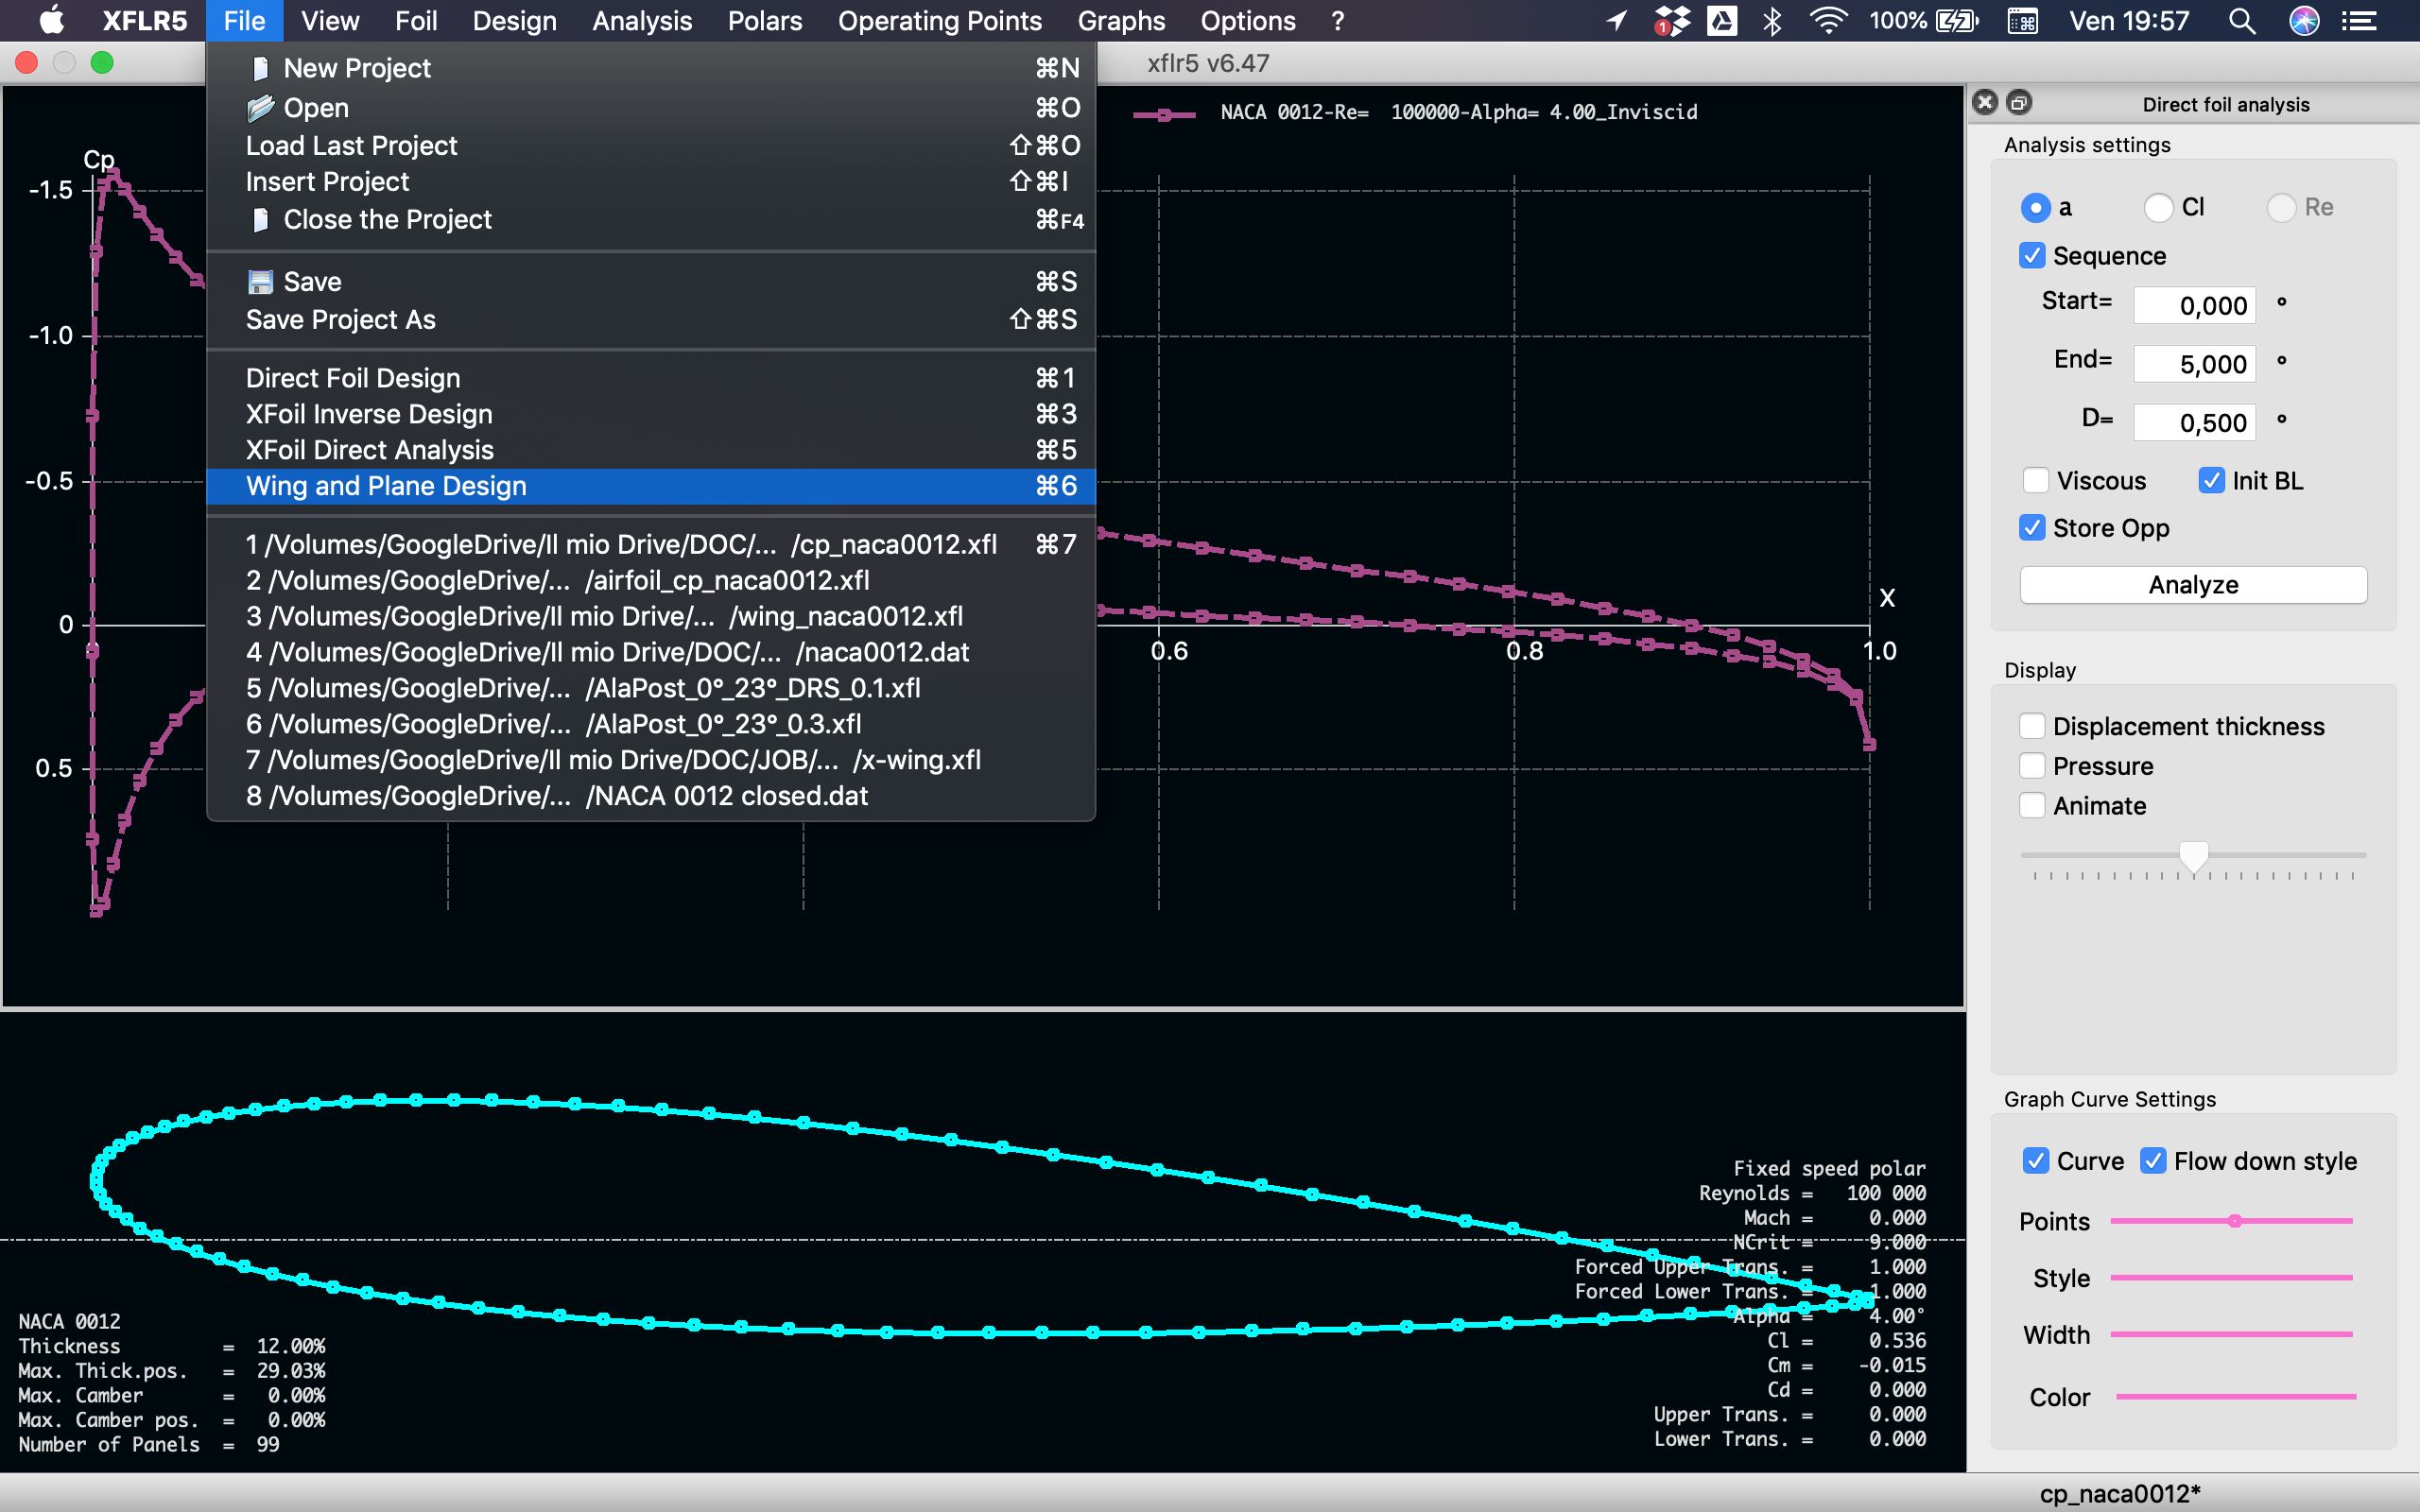 XFLR5 File View Foil Design Analysis Polars Operating Points Graphs Options ? 1 100% Ven 19:57
xflr5 v6.47
New Project ⌘N
Open ⌘O
Load Last Project ⇧⌘O
Insert Project ⇧⌘I
Close the Project ⌘F4
Save ⌘S
Save Project As ⇧⌘S
Direct Foil Design ⌘1
XFoil Inverse Design ⌘3
XFoil Direct Analysis ⌘5
Wing and Plane Design ⌘6
1 /Volumes/GoogleDrive/Il mio Drive/DOC/... /cp_naca0012.xfl ⌘7
2 /Volumes/GoogleDrive/... /airfoil_cp_naca0012.xfl
3 /Volumes/GoogleDrive/Il mio Drive/... /wing_naca0012.xfl
4 /Volumes/GoogleDrive/Il mio Drive/DOC/... /naca0012.dat
5 /Volumes/GoogleDrive/... /AlaPost_0°_23°_DRS_0.1.xfl
6 /Volumes/GoogleDrive/... /AlaPost_0°_23°_0.3.xfl
7 /Volumes/GoogleDrive/Il mio Drive/DOC/JOB/... /x-wing.xfl
8 /Volumes/GoogleDrive/... /NACA 0012 closed.dat
NACA 0012-Re= 100000-Alpha= 4.00_Inviscid
Cp
-1.5
-1.0
-0.5
0
0.5
X
0.6 0.8 1.0
Direct foil analysis
Analysis settings
a Cl Re
Sequence
Start= 0,000 °
End= 5,000 °
D= 0,500 °
Viscous Init BL
Store Opp
Analyze
Display
Displacement thickness
Pressure
Animate
Graph Curve Settings
Curve Flow down style
Points
Style
Width
Color
NACA 0012
Thickness = 12.00%
Max. Thick.pos. = 29.03%
Max. Camber = 0.00%
Max. Camber pos. = 0.00%
Number of Panels = 99
Fixed speed polar
Reynolds = 100 000
Mach = 0.000
NCrit = 9.000
Forced Upper Trans. = 1.000
Forced Lower Trans. = 1.000
Alpha = 4.00°
Cl = 0.536
Cm = -0.015
Cd = 0.000
Upper Trans. = 0.000
Lower Trans. = 0.000
cp_naca0012*